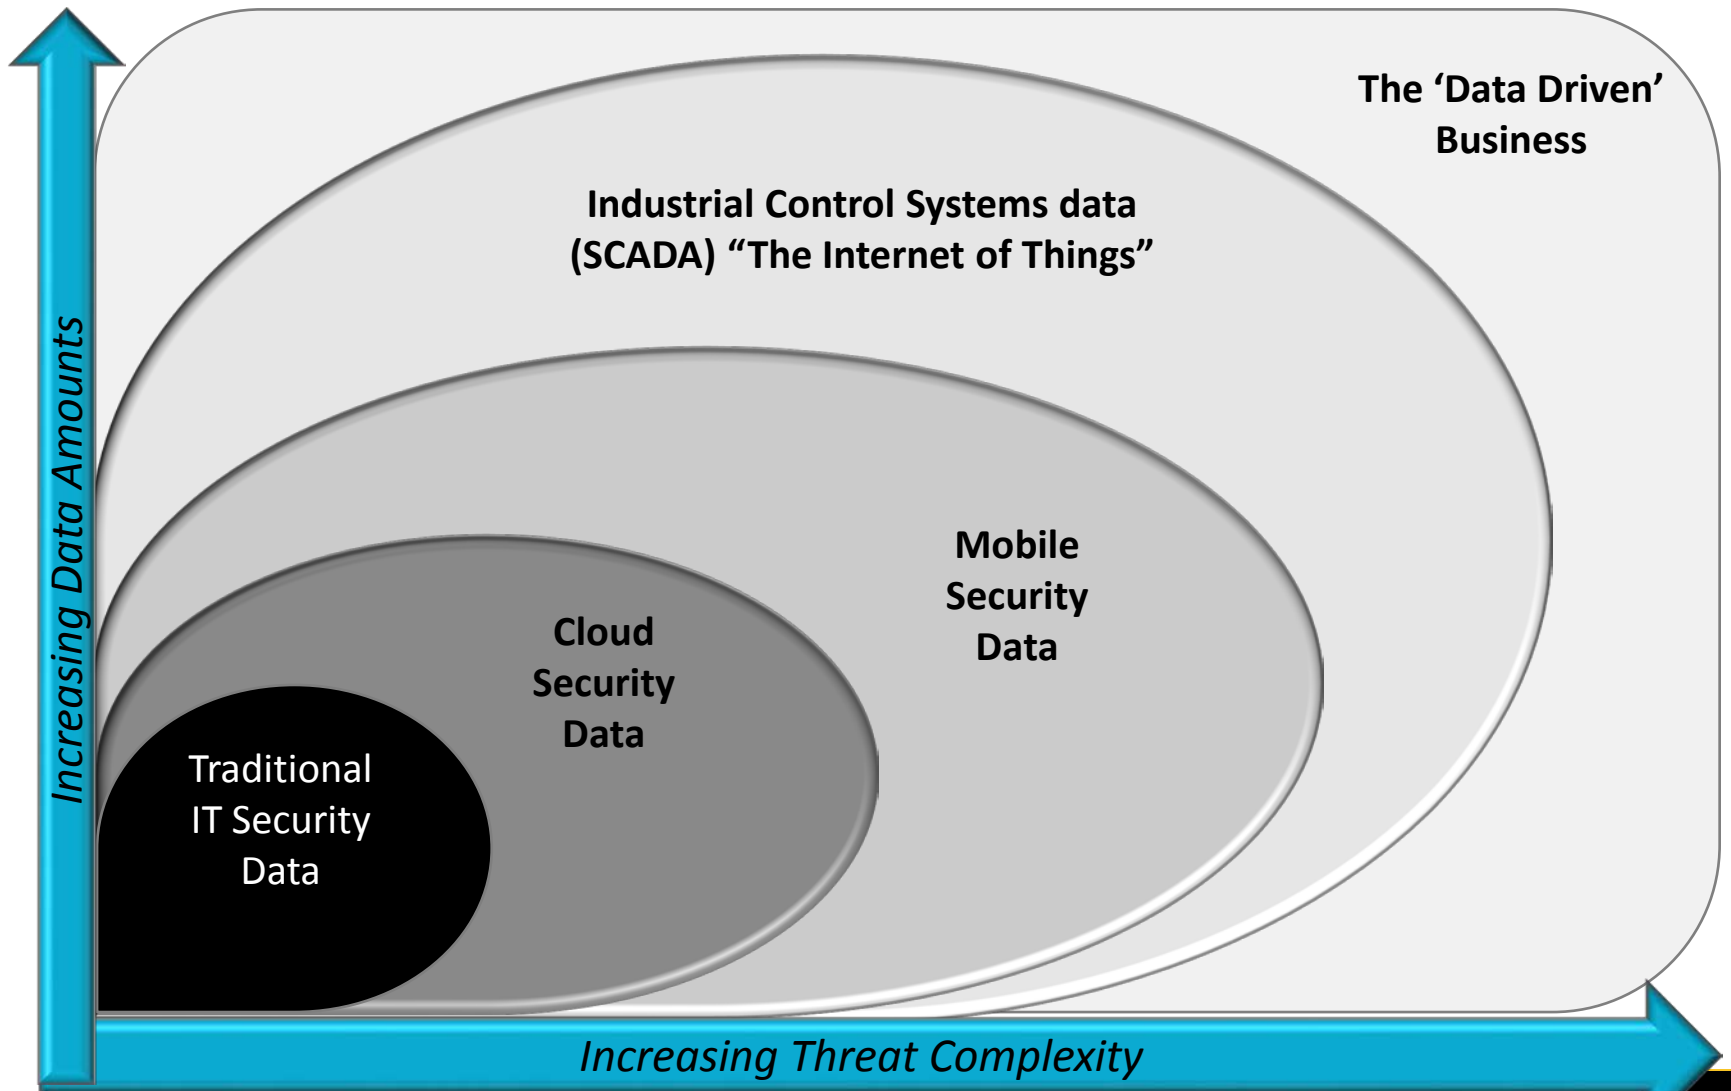 The ‘Data Driven’
Business
Industrial Control Systems data
(SCADA) “The Internet of Things”
Mobile
Security
Data
Cloud
Security
Data
Traditional
IT Security
Data
Increasing Data Amounts
Increasing Threat Complexity